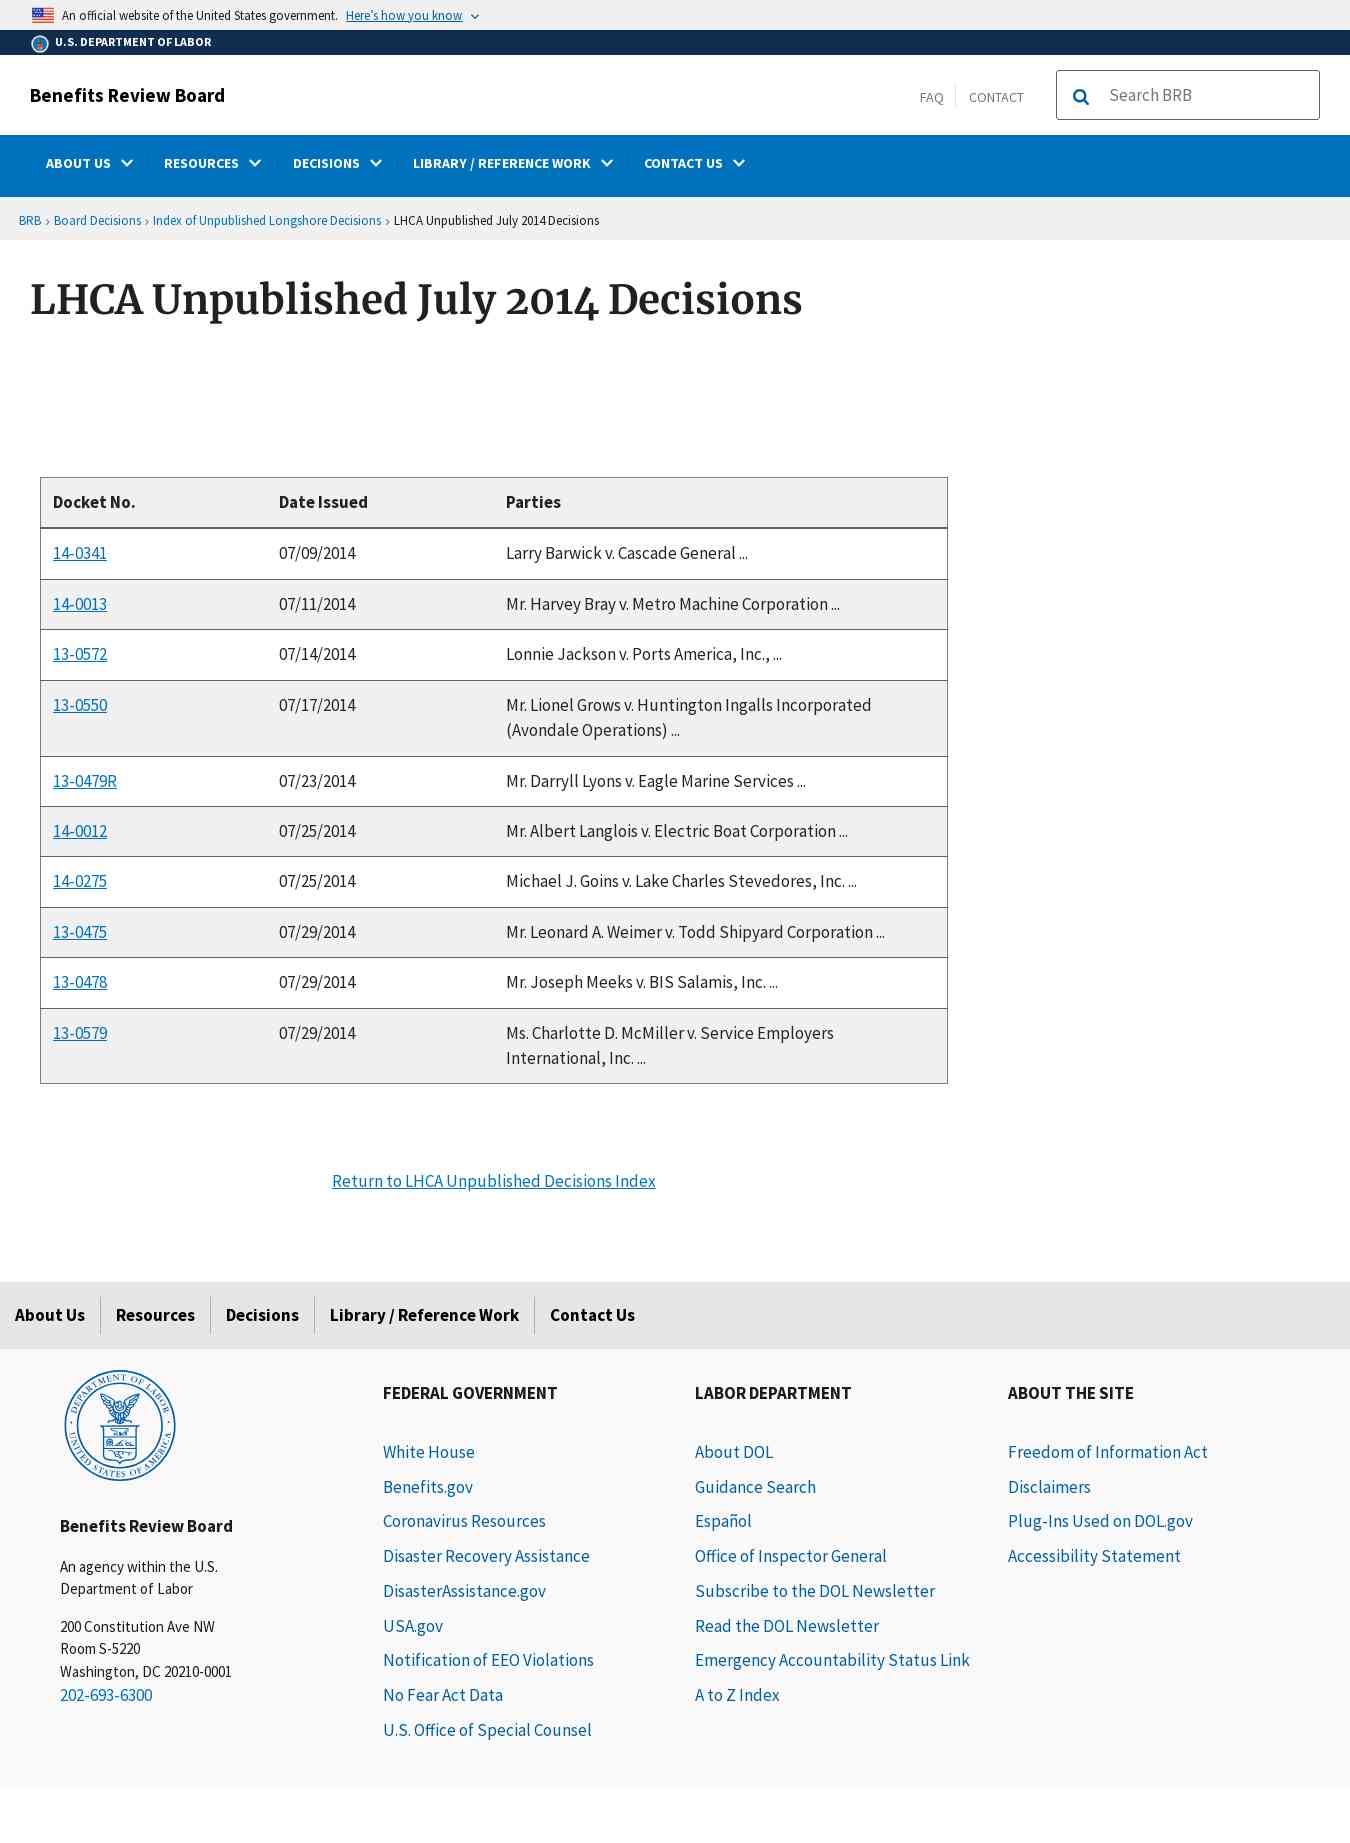 An official website of the United States government. Here's how you know
U.S. DEPARTMENT OF LABOR
Benefits Review Board
FAQ
CONTACT
Search BRB
ABOUT US
RESOURCES
DECISIONS
LIBRARY / REFERENCE WORK
CONTACT US
BRB › Board Decisions › Index of Unpublished Longshore Decisions › LHCA Unpublished July 2014 Decisions
LHCA Unpublished July 2014 Decisions
Docket No. Date Issued Parties
14-0341 07/09/2014 Larry Barwick v. Cascade General ...
14-0013 07/11/2014 Mr. Harvey Bray v. Metro Machine Corporation ...
13-0572 07/14/2014 Lonnie Jackson v. Ports America, Inc., ...
13-0550 07/17/2014 Mr. Lionel Grows v. Huntington Ingalls Incorporated
(Avondale Operations) ...
13-0479R 07/23/2014 Mr. Darryll Lyons v. Eagle Marine Services ...
14-0012 07/25/2014 Mr. Albert Langlois v. Electric Boat Corporation ...
14-0275 07/25/2014 Michael J. Goins v. Lake Charles Stevedores, Inc. ...
13-0475 07/29/2014 Mr. Leonard A. Weimer v. Todd Shipyard Corporation ...
13-0478 07/29/2014 Mr. Joseph Meeks v. BIS Salamis, Inc. ...
13-0579 07/29/2014 Ms. Charlotte D. McMiller v. Service Employers
International, Inc. ...
Return to LHCA Unpublished Decisions Index
About Us
Resources
Decisions
Library / Reference Work
Contact Us
DEPARTMENT OF LABOR
UNITED STATES OF AMERICA
Benefits Review Board
An agency within the U.S.
Department of Labor
200 Constitution Ave NW
Room S-5220
Washington, DC 20210-0001
202-693-6300
FEDERAL GOVERNMENT
White House
Benefits.gov
Coronavirus Resources
Disaster Recovery Assistance
DisasterAssistance.gov
USA.gov
Notification of EEO Violations
No Fear Act Data
U.S. Office of Special Counsel
LABOR DEPARTMENT
About DOL
Guidance Search
Español
Office of Inspector General
Subscribe to the DOL Newsletter
Read the DOL Newsletter
Emergency Accountability Status Link
A to Z Index
ABOUT THE SITE
Freedom of Information Act
Disclaimers
Plug-Ins Used on DOL.gov
Accessibility Statement